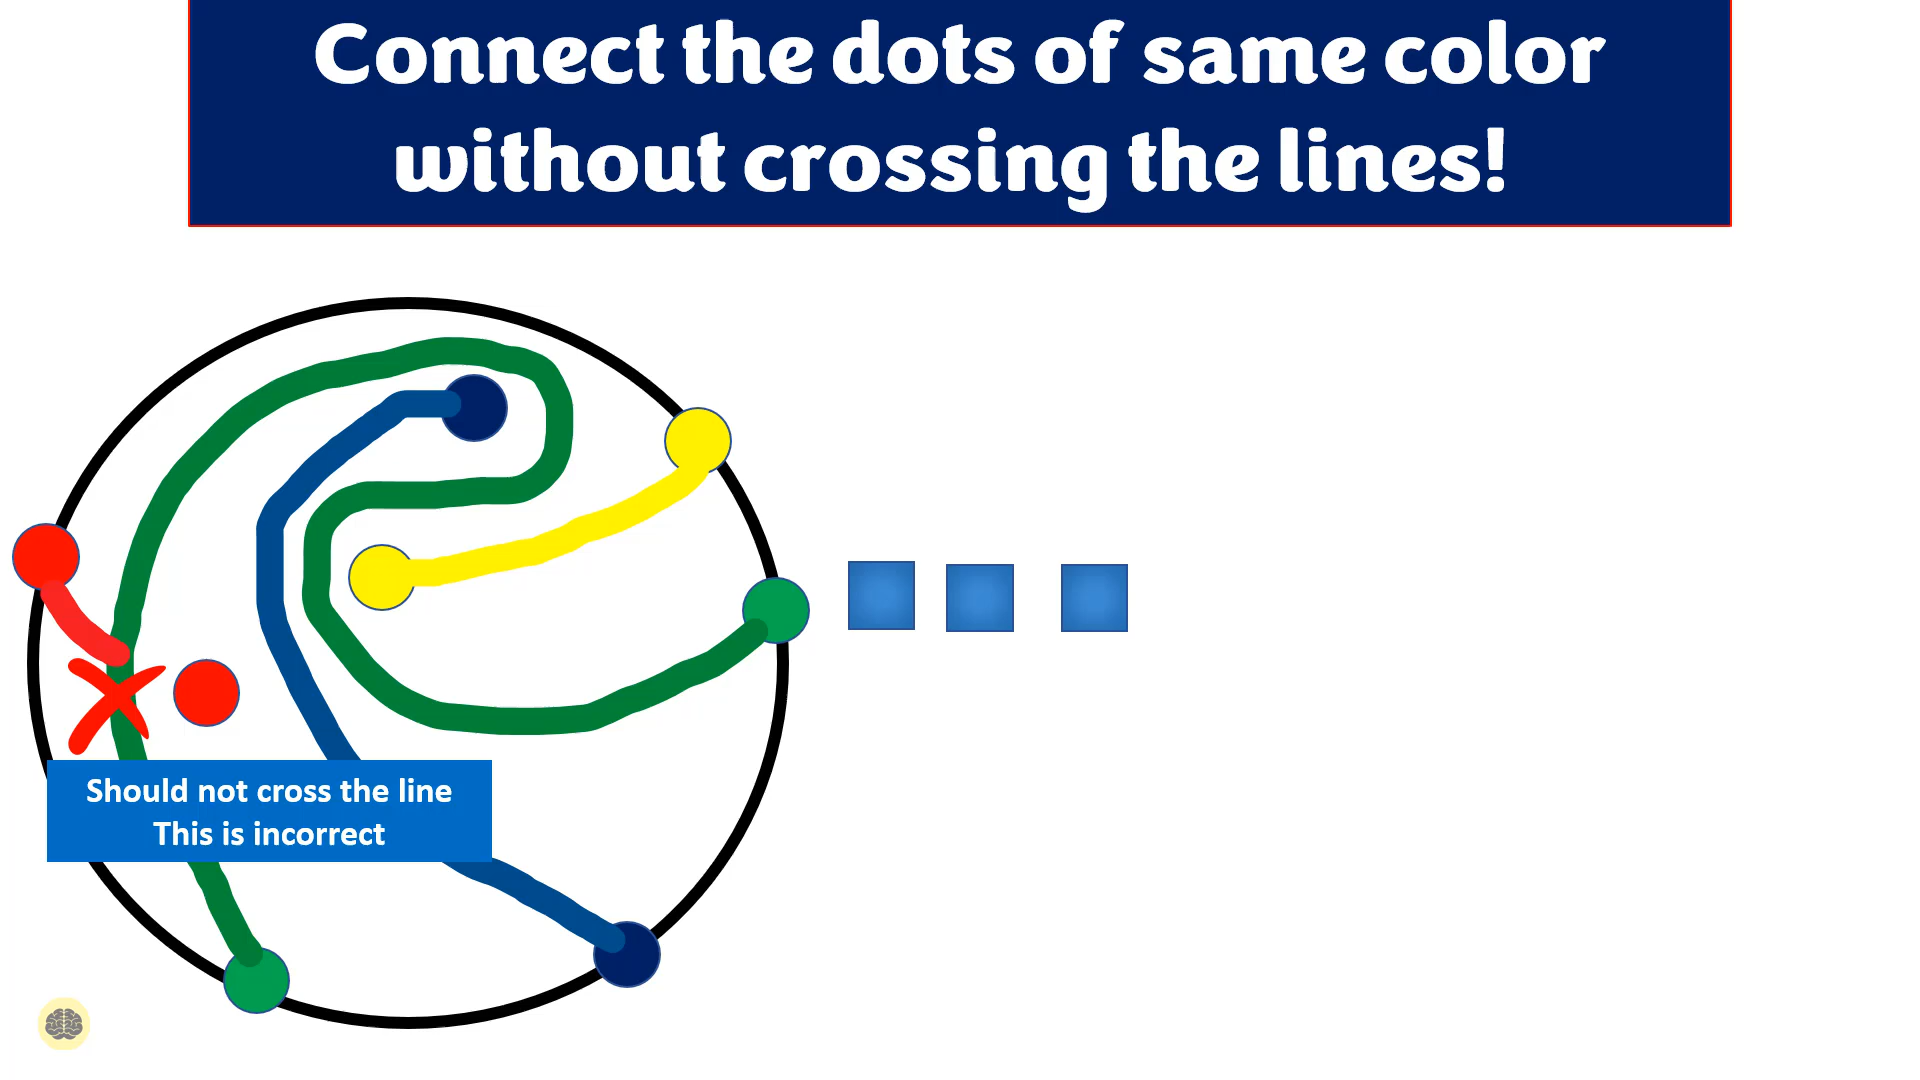 Connect the dots of same color
without crossing the lines!
Should not cross the line
This is incorrect